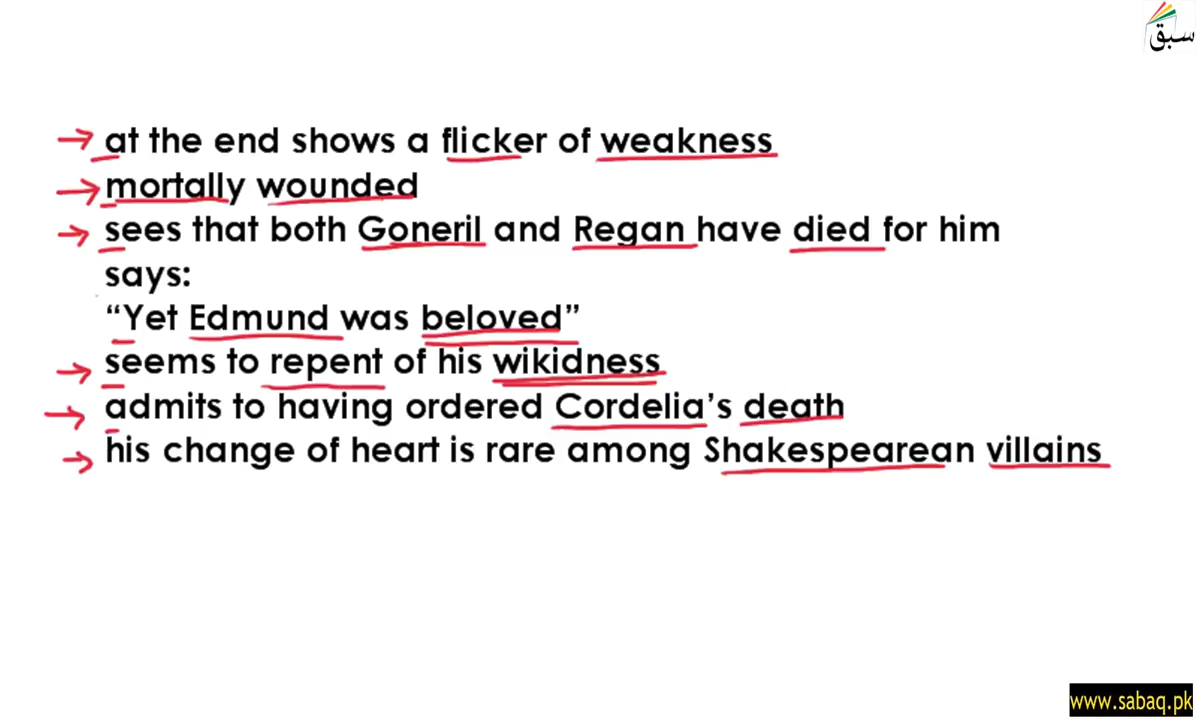 سبق
at the end shows a flicker of weakness
mortally wounded
sees that both Goneril and Regan have died for him
says:
“Yet Edmund was beloved”
seems to repent of his wikidness
admits to having ordered Cordelia’s death
his change of heart is rare among Shakespearean villains
www.sabaq.pk